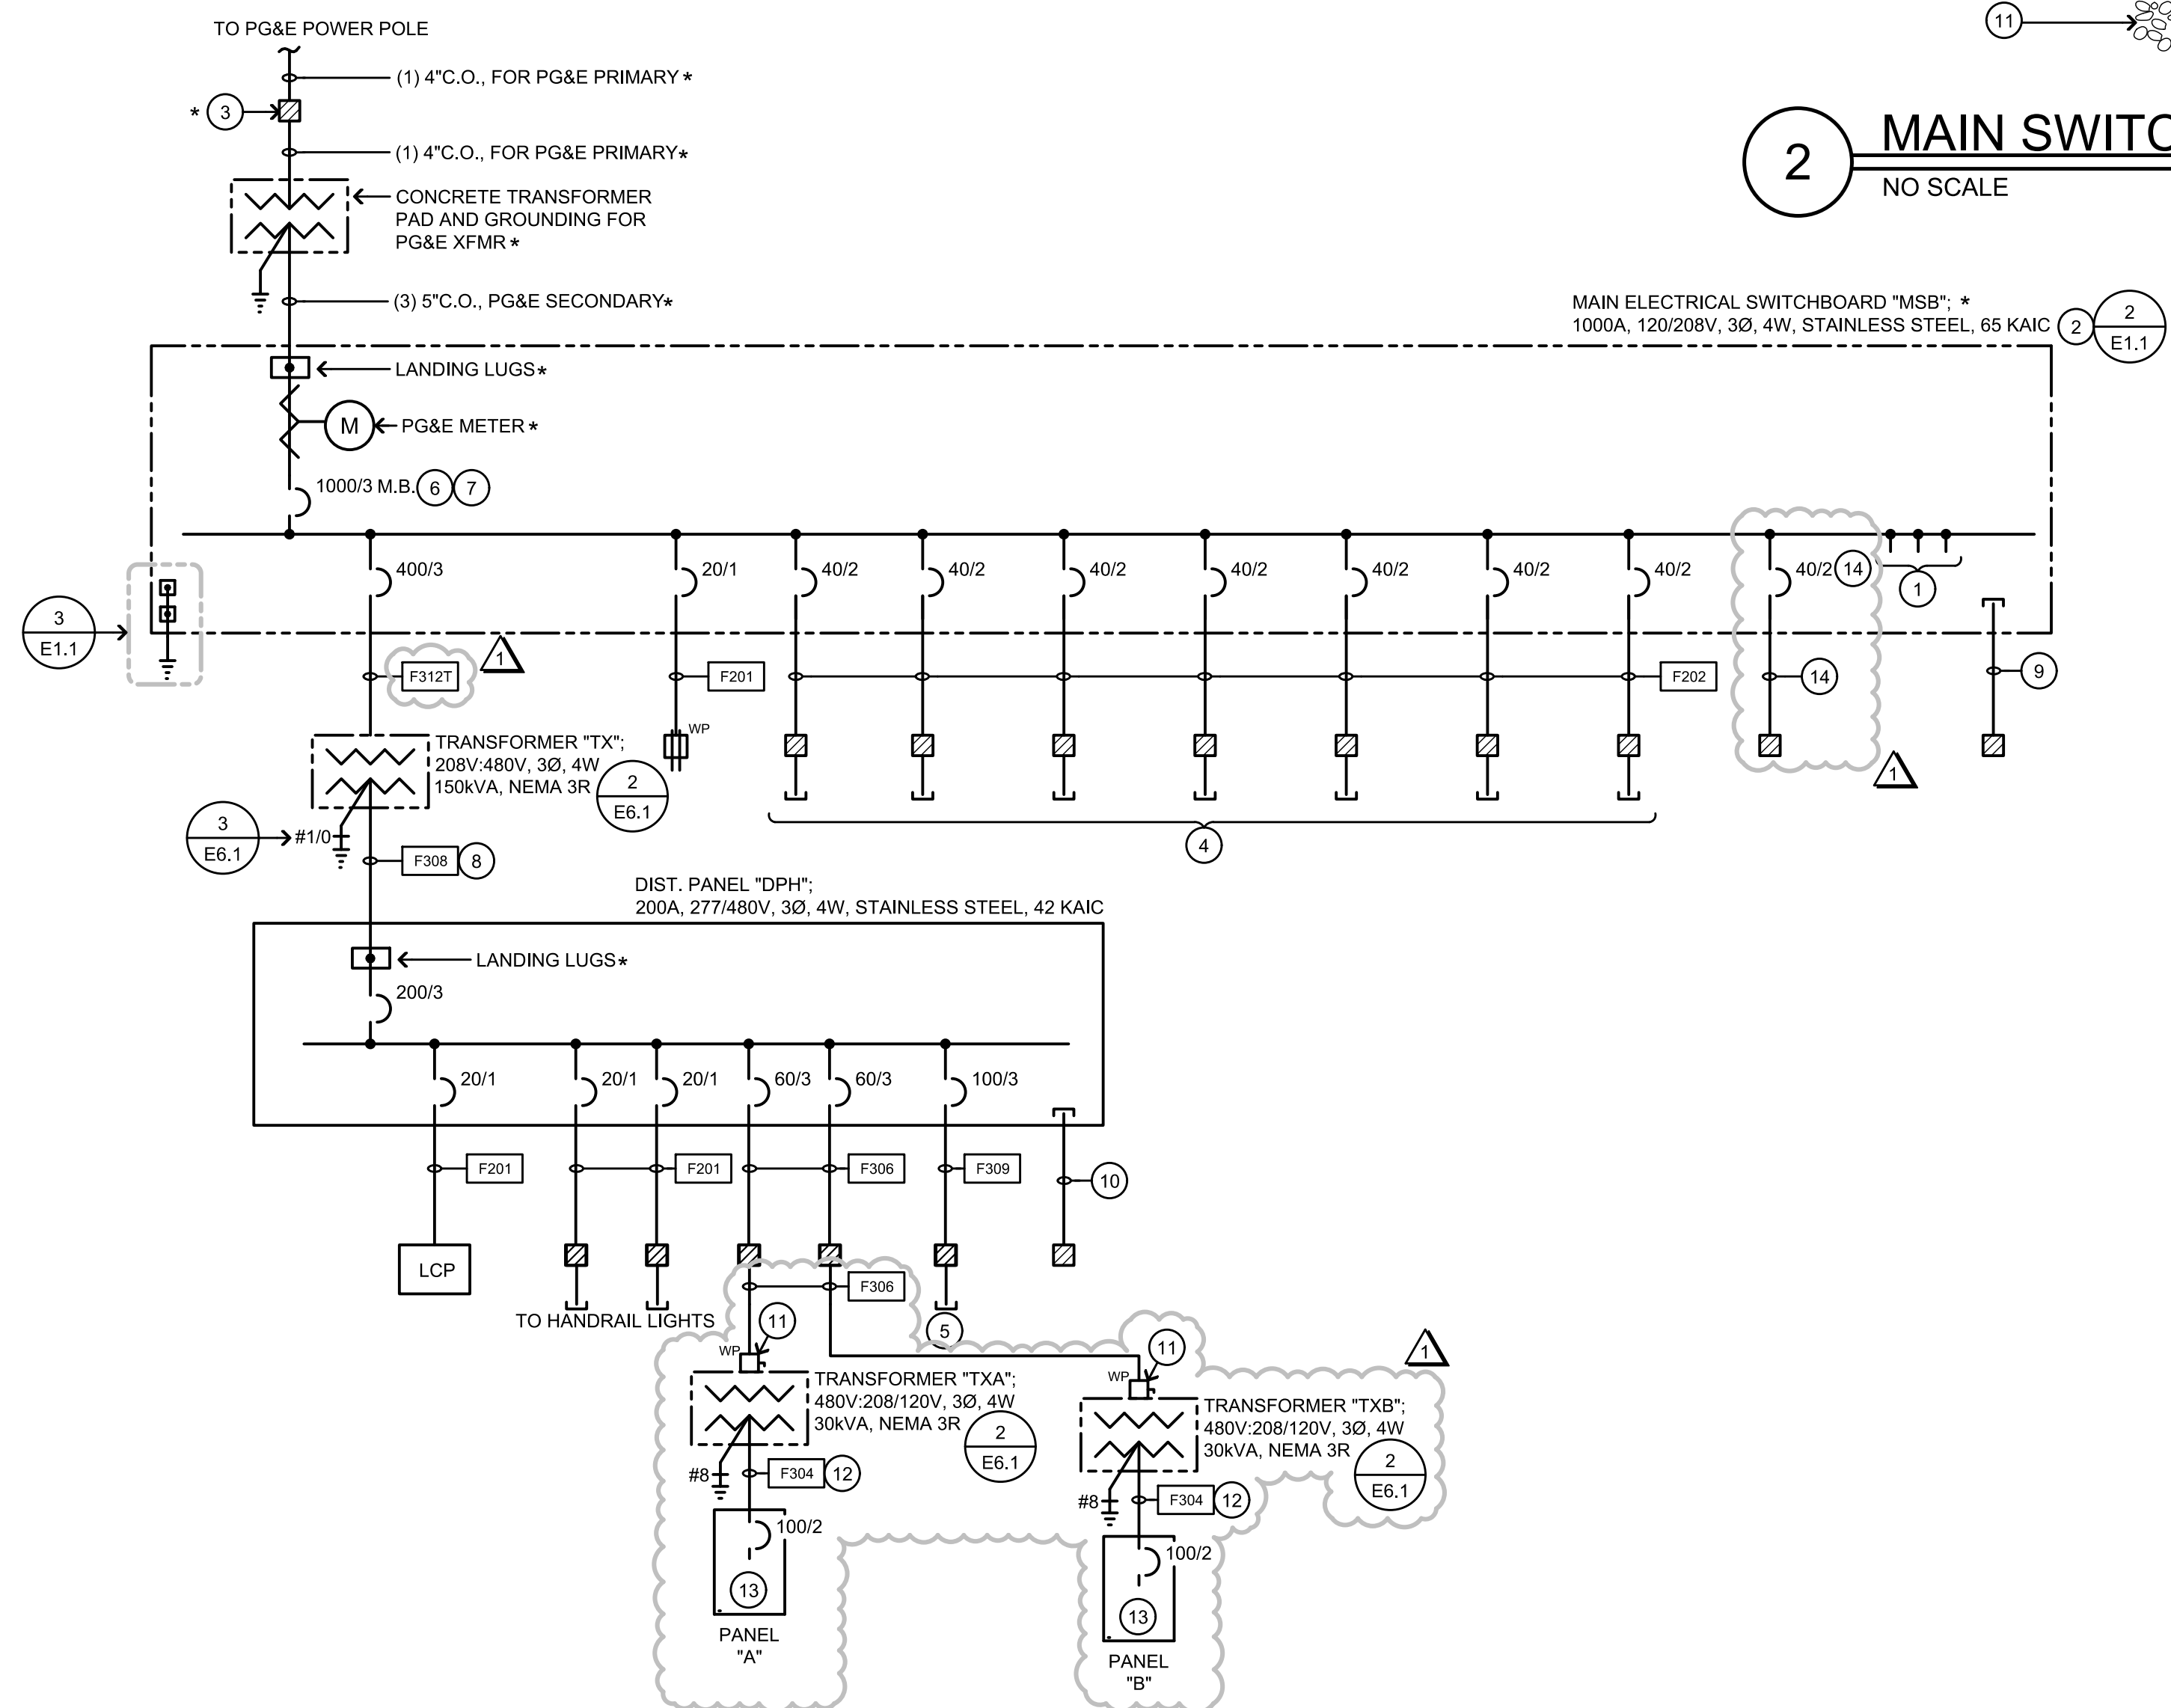 TO PG&E POWER POLE
(1) 4"C.O., FOR PG&E PRIMARY *
* 3
(1) 4"C.O., FOR PG&E PRIMARY*
CONCRETE TRANSFORMER
PAD AND GROUNDING FOR
PG&E XFMR *
(3) 5"C.O., PG&E SECONDARY*
11
2
MAIN SWITC
NO SCALE
MAIN ELECTRICAL SWITCHBOARD "MSB"; *
1000A, 120/208V, 3Ø, 4W, STAINLESS STEEL, 65 KAIC
2
2
E1.1
LANDING LUGS*
M
PG&E METER *
1000/3 M.B. 6 7
400/3
20/1
40/2
40/2
40/2
40/2
40/2
40/2
40/2
40/2 14
1
3
E1.1
F312T
1
F201
F202
14
9
WP
1
TRANSFORMER "TX";
208V:480V, 3Ø, 4W
150kVA, NEMA 3R
2
E6.1
3
E6.1
#1/0
F308 8
4
DIST. PANEL "DPH";
200A, 277/480V, 3Ø, 4W, STAINLESS STEEL, 42 KAIC
LANDING LUGS*
200/3
20/1
20/1
20/1
60/3
60/3
100/3
F201
F201
F306
F309
10
LCP
F306
TO HANDRAIL LIGHTS
11
5
WP
11
WP
1
TRANSFORMER "TXA";
480V:208/120V, 3Ø, 4W
30kVA, NEMA 3R
2
E6.1
TRANSFORMER "TXB";
480V:208/120V, 3Ø, 4W
30kVA, NEMA 3R
2
E6.1
#8
F304 12
#8
F304 12
100/2
13
PANEL
"A"
100/2
13
PANEL
"B"